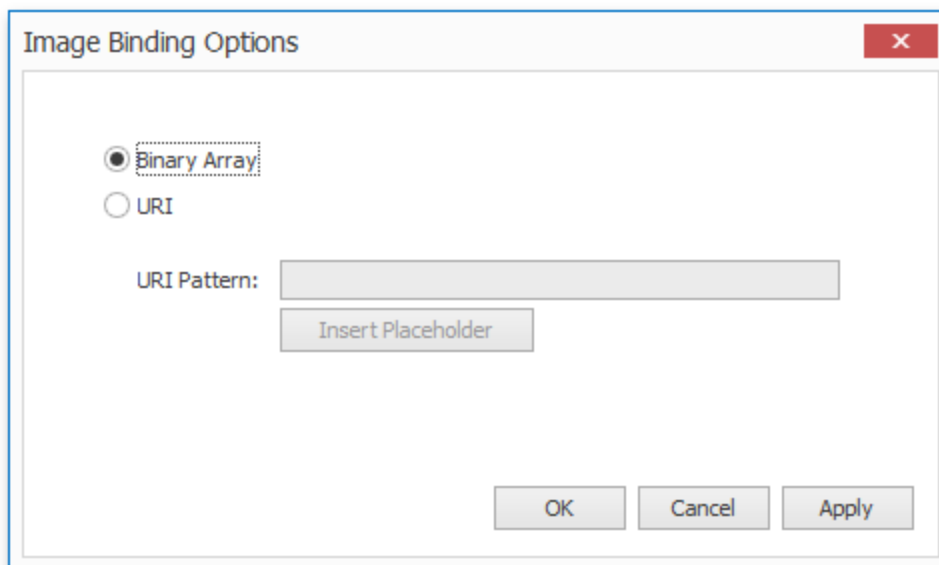 Image Binding Options
Binary Array
URI
URI Pattern:
Insert Placeholder
OK Cancel Apply